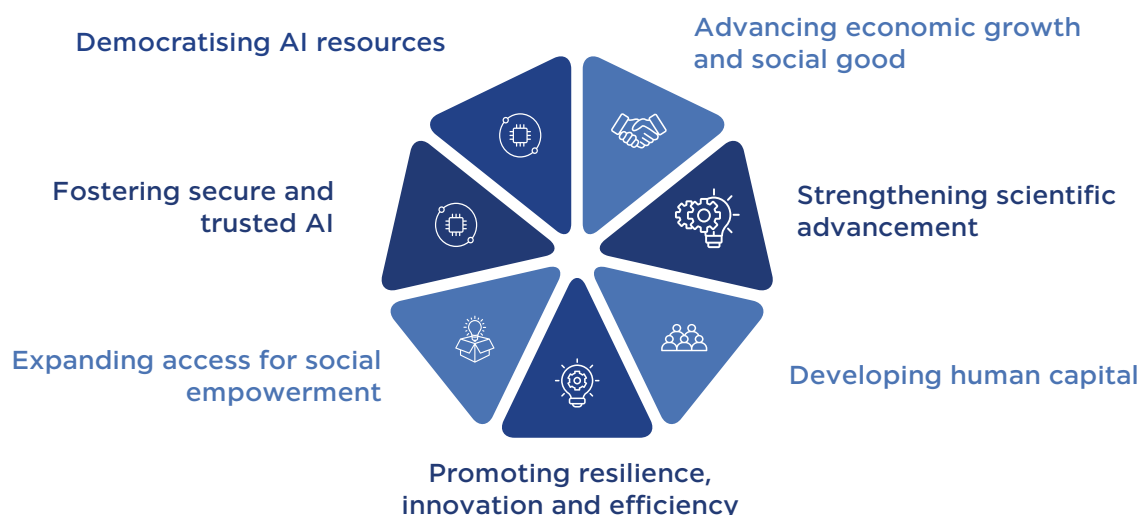 Democratising AI resources
Advancing economic growth
and social good
Fostering secure and
trusted AI
Strengthening scientific
advancement
Expanding access for social
empowerment
Developing human capital
Promoting resilience,
innovation and efficiency